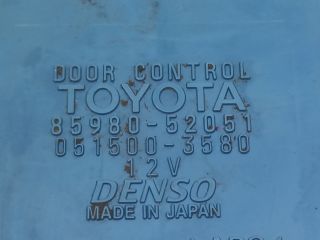 DOOR CONTROL
TOYOTA
85980-52051
051500-3580
12V
DENSO
MADE IN JAPAN